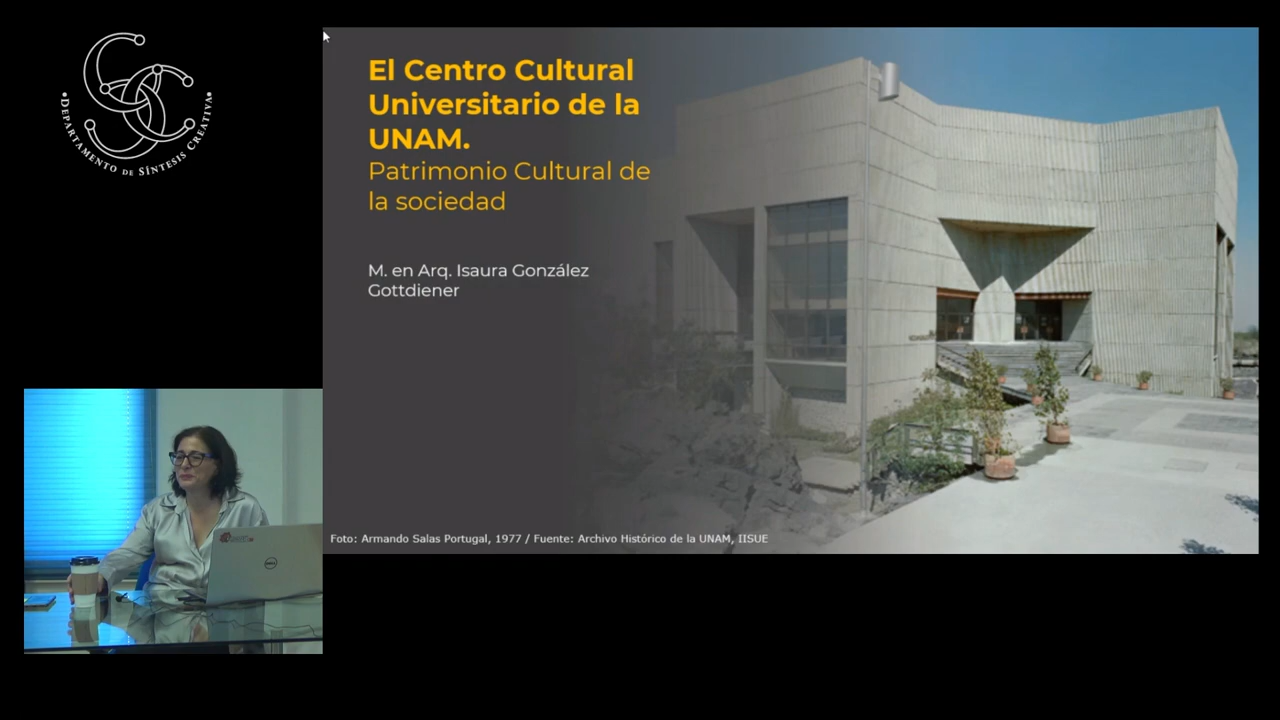 •DEPARTAMENTO DE SÍNTESIS CREATIVA•
El Centro Cultural
Universitario de la
UNAM.
Patrimonio Cultural de
la sociedad
M. en Arq. Isaura González
Gottdiener
Foto: Armando Salas Portugal, 1977 / Fuente: Archivo Histórico de la UNAM, IISUE
DELL